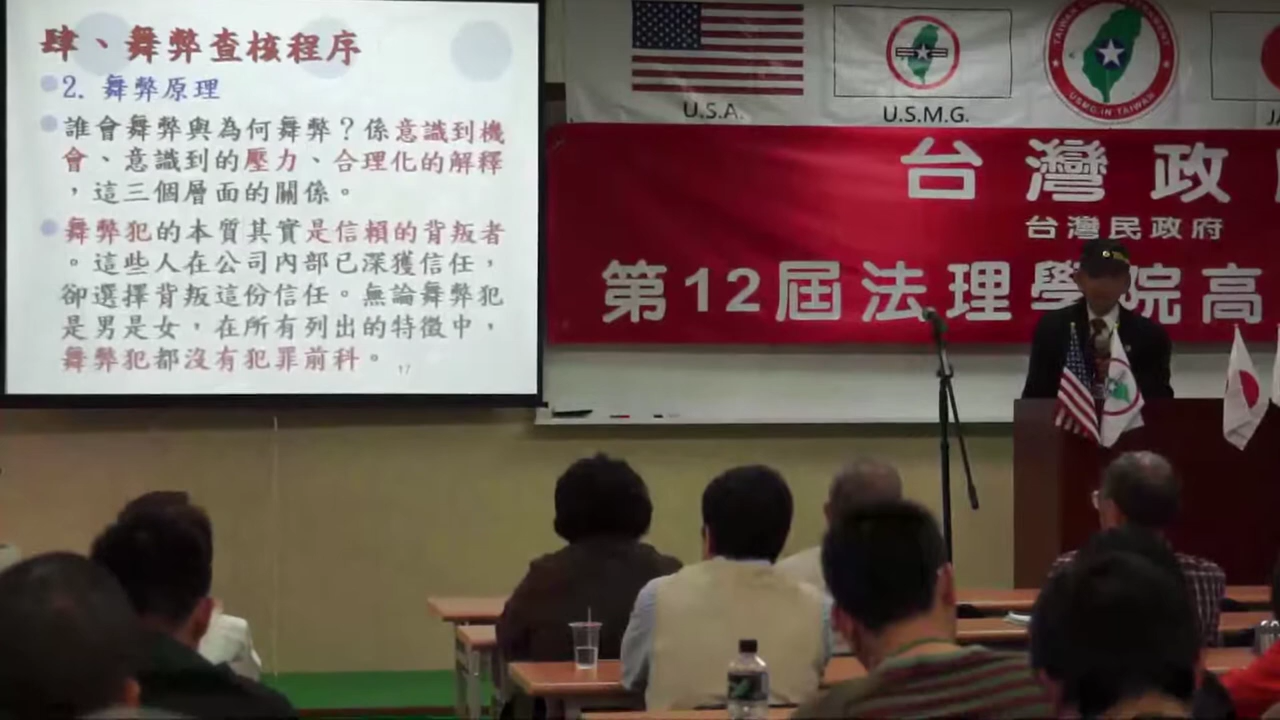 肆、舞弊查核程序
2. 舞弊原理
誰會舞弊與為何舞弊?係意識到機
會、意識到的壓力、合理化的解釋
,這三個層面的關係。
舞弊犯的本質其實是信賴的背叛者
。這些人在公司內部已深獲信任,
卻選擇背叛這份信任。無論舞弊犯
是男是女,在所有列出的特徵中,
舞弊犯都沒有犯罪前科。
17
U.S.A.
U.S.M.G.
USMG IN TAIWAN
JA
台灣政
台灣民政府
第12屆法理學院高